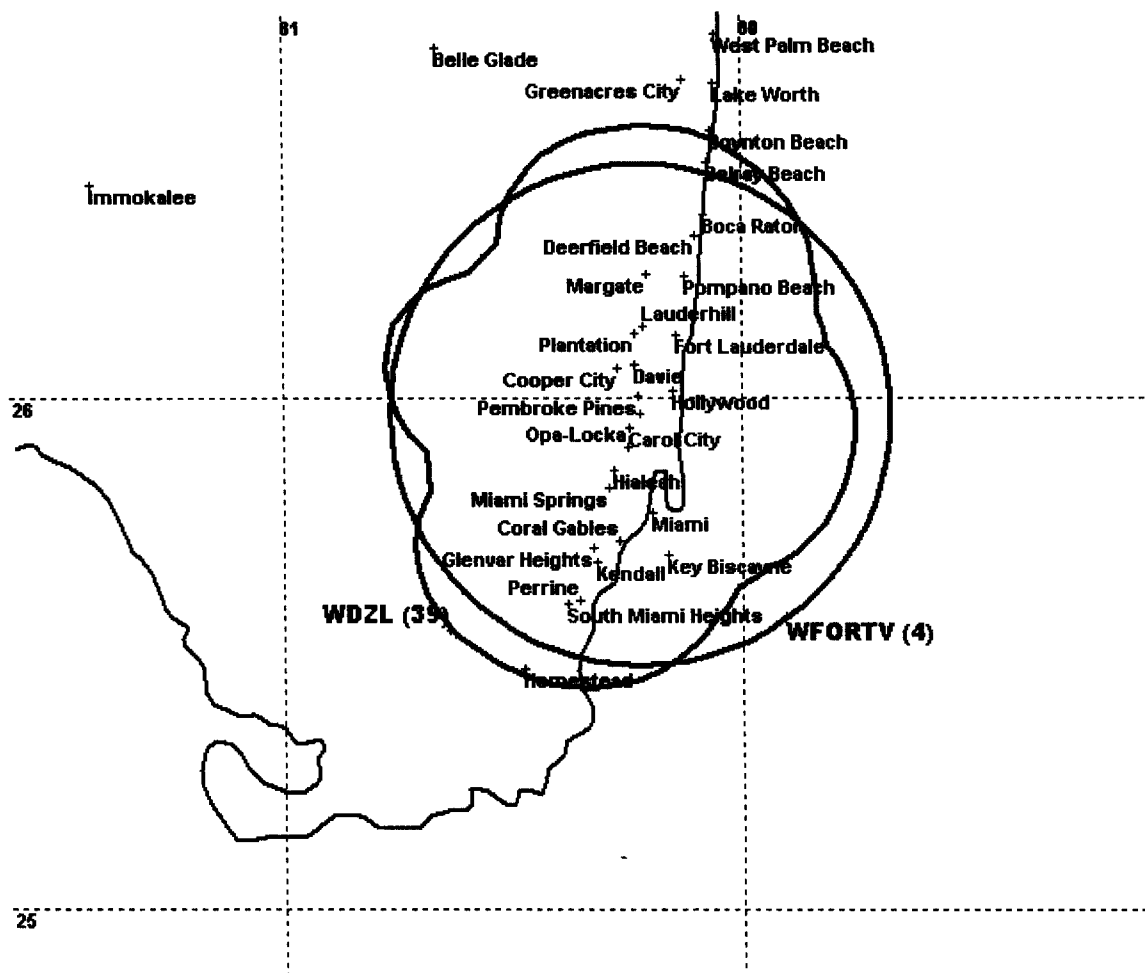 81
80
West Palm Beach
Belle Glade
Greenacres City
Lake Worth
Boynton Beach
Delray Beach
Immokalee
Boca Raton
Deerfield Beach
Margate
Pompano Beach
Lauderhill
Plantation
Fort Lauderdale
Cooper City
Davie
26
Pembroke Pines
Hollywood
Opa-Locka
Carol City
Hialeah
Miami Springs
Miami
Coral Gables
Glenvar Heights
Kendall
Key Biscayne
Perrine
WDZL (39)
South Miami Heights
WFORTV (4)
Homestead
25